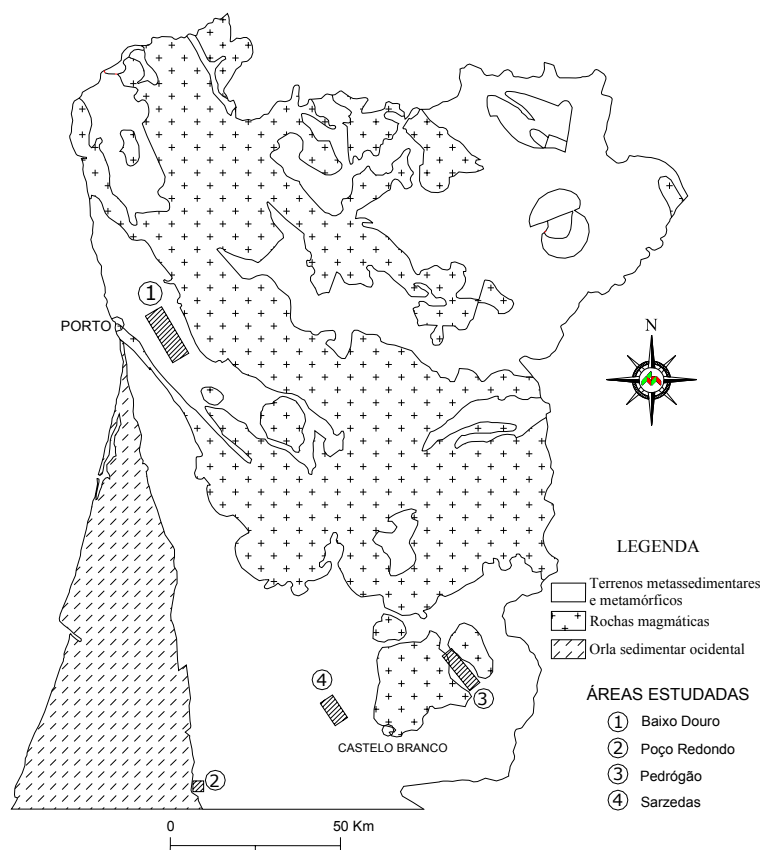 1
PORTO
N
LEGENDA
Terrenos metassedimentares
e metamórficos
Rochas magmáticas
Orla sedimentar ocidental
4
3
ÁREAS ESTUDADAS
1 Baixo Douro
CASTELO BRANCO
2 Poço Redondo
2
3 Pedrógão
4 Sarzedas
0 50 Km